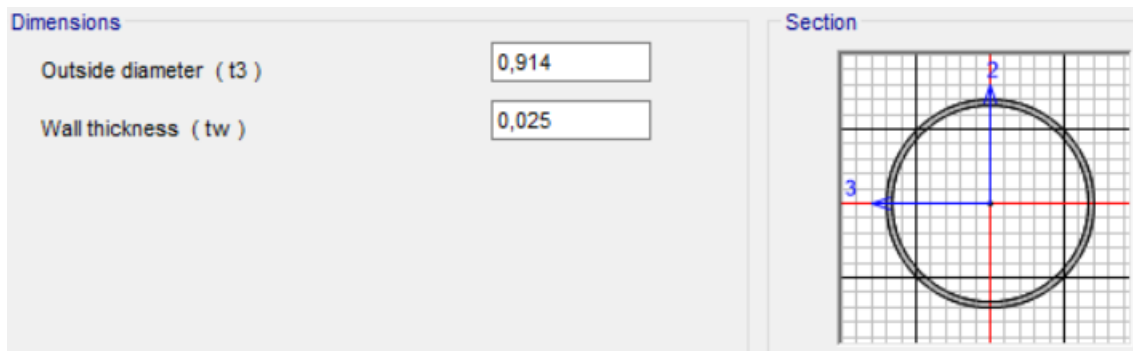 Dimensions
Outside diameter ( t3 )
0,914
Wall thickness ( tw )
0,025
Section
2
3